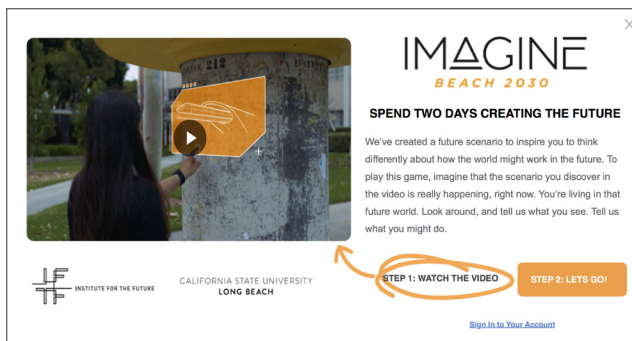 IMAGINE
BEACH 2030
SPEND TWO DAYS CREATING THE FUTURE
We've created a future scenario to inspire you to think
differently about how the world might work in the future. To
play this game, imagine that the scenario you discover in
the video is really happening, right now. You're living in that
future world. Look around, and tell us what you see. Tell us
what you might do.
STEP 1: WATCH THE VIDEO
STEP 2: LETS GO!
Sign In to Your Account
INSTITUTE FOR THE FUTURE
CALIFORNIA STATE UNIVERSITY
LONG BEACH